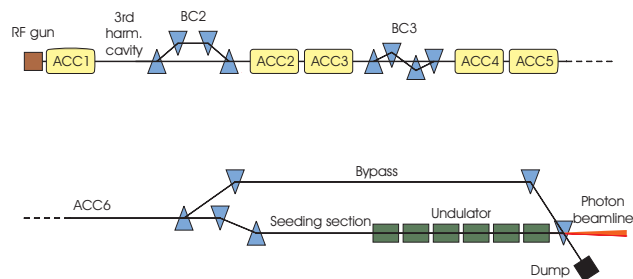 RF gun
3rd
harm.
cavity
BC2
BC3
ACC1
ACC2
ACC3
ACC4
ACC5
Bypass
ACC6
Seeding section
Undulator
Photon
beamline
Dump